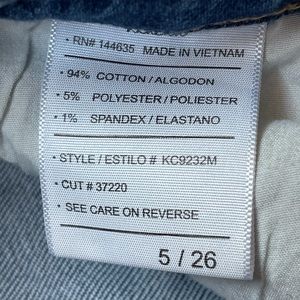 • RN# 144635 MADE IN VIETNAM
• 94% COTTON / ALGODON
• 5% POLYESTER / POLIESTER
• 1% SPANDEX / ELASTANO
• STYLE / ESTILO # KC9232M
• CUT # 37220
• SEE CARE ON REVERSE
5 / 26